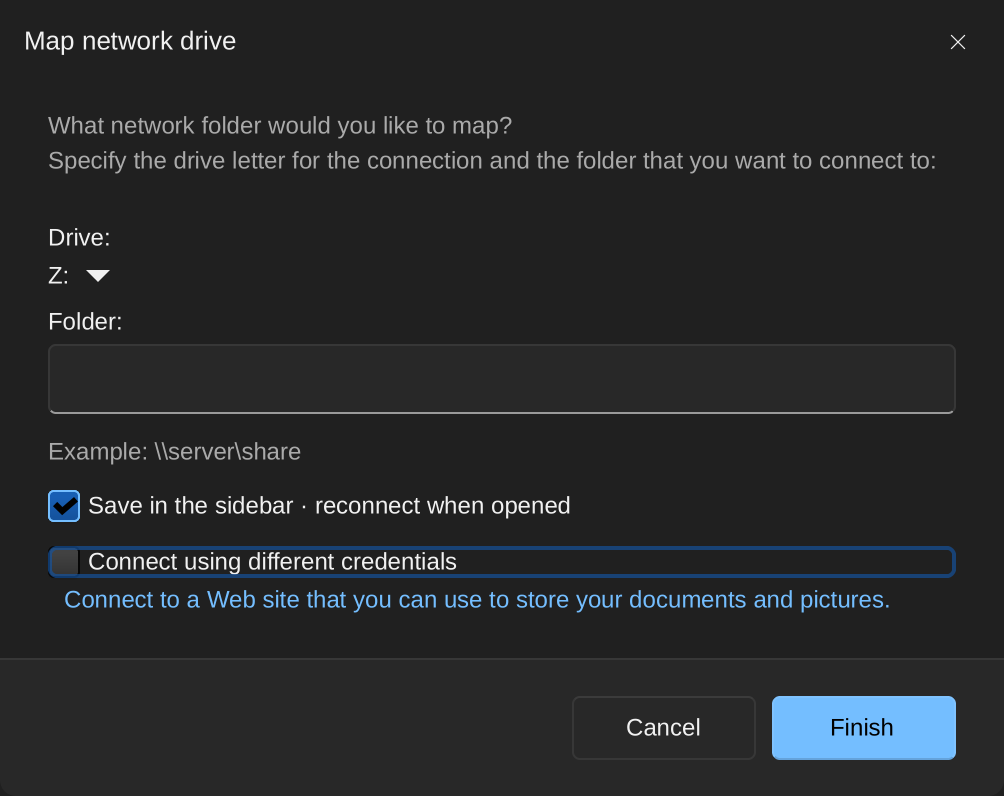 Map network drive
What network folder would you like to map?
Specify the drive letter for the connection and the folder that you want to connect to:
Drive:
Z:
Folder:
Example: \\server\share
Save in the sidebar · reconnect when opened
Connect using different credentials
Connect to a Web site that you can use to store your documents and pictures.
Cancel
Finish